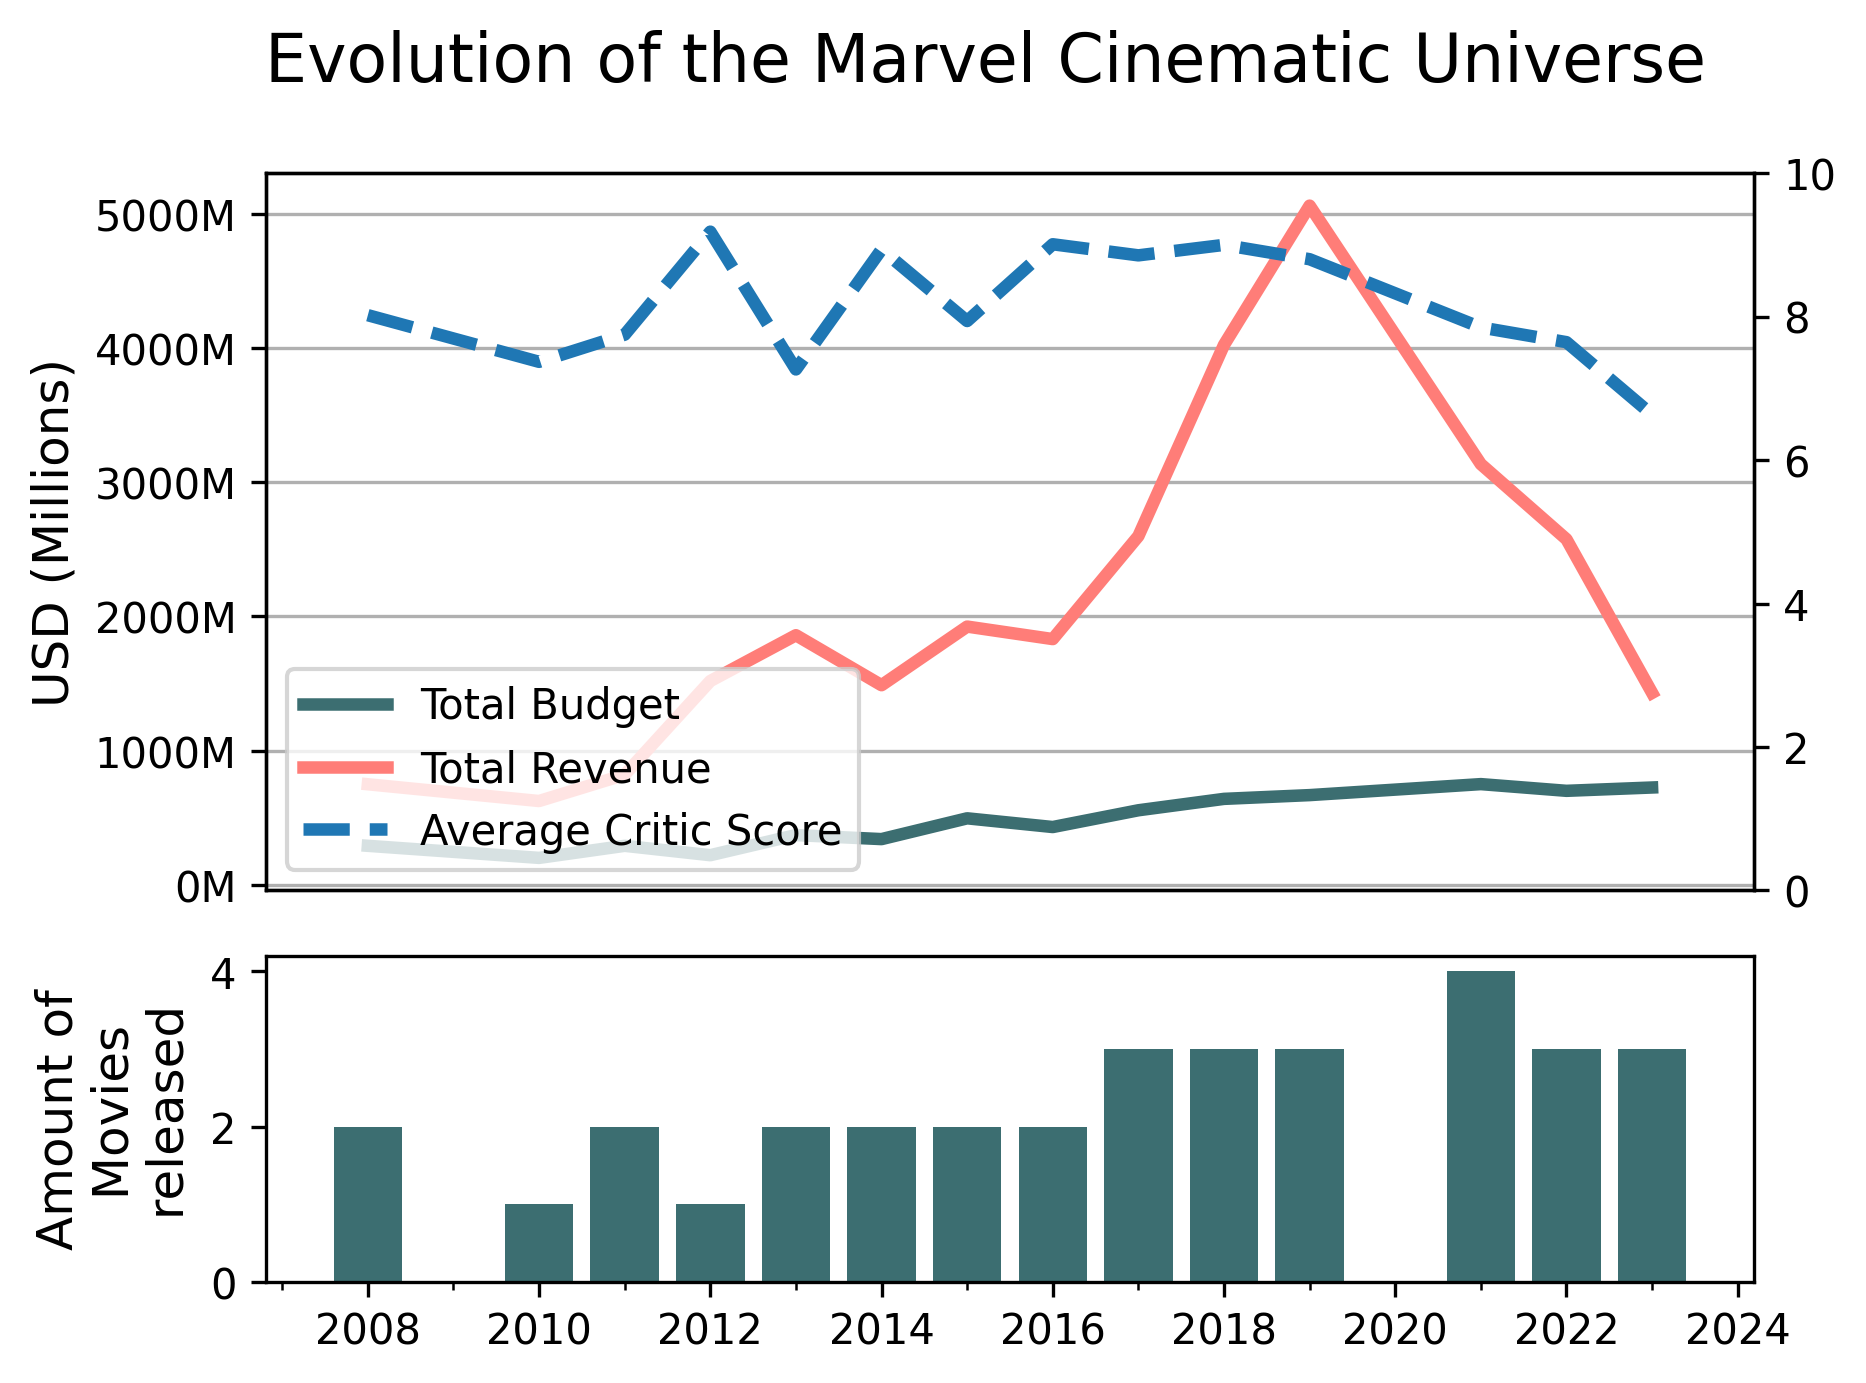 Evolution of the Marvel Cinematic Universe
USD (Millions)
5000M
4000M
3000M
2000M
1000M
0M
10
8
6
4
2
0
Total Budget
Total Revenue
Average Critic Score
Amount of
Movies
released
4
2
0
2008 2010 2012 2014 2016 2018 2020 2022 2024